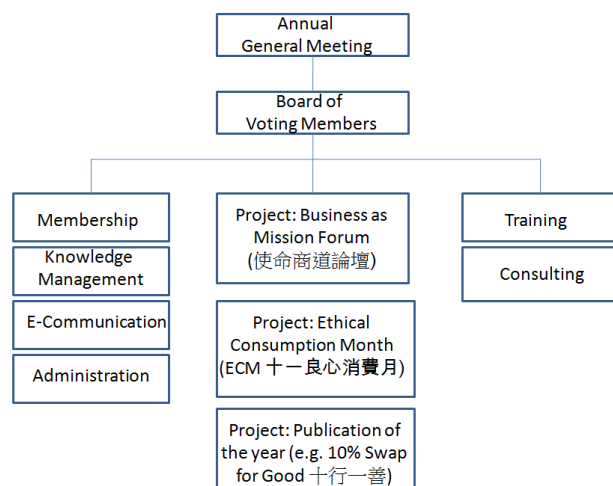 Annual
General Meeting
Board of
Voting Members
Membership
Knowledge
Management
E-Communication
Administration
Project: Business as
Mission Forum
(使命商道論壇)
Project: Ethical
Consumption Month
(ECM 十一良心消費月)
Project: Publication of
the year (e.g. 10% Swap
for Good 十行一善)
Training
Consulting